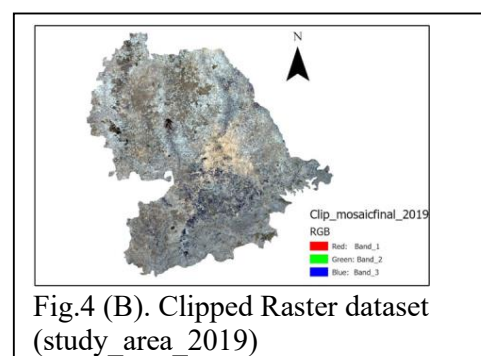 N
Clip_mosaicfinal_2019
RGB
Red: Band_1
Green: Band_2
Blue: Band_3
Fig.4 (B). Clipped Raster dataset
(study_area_2019)